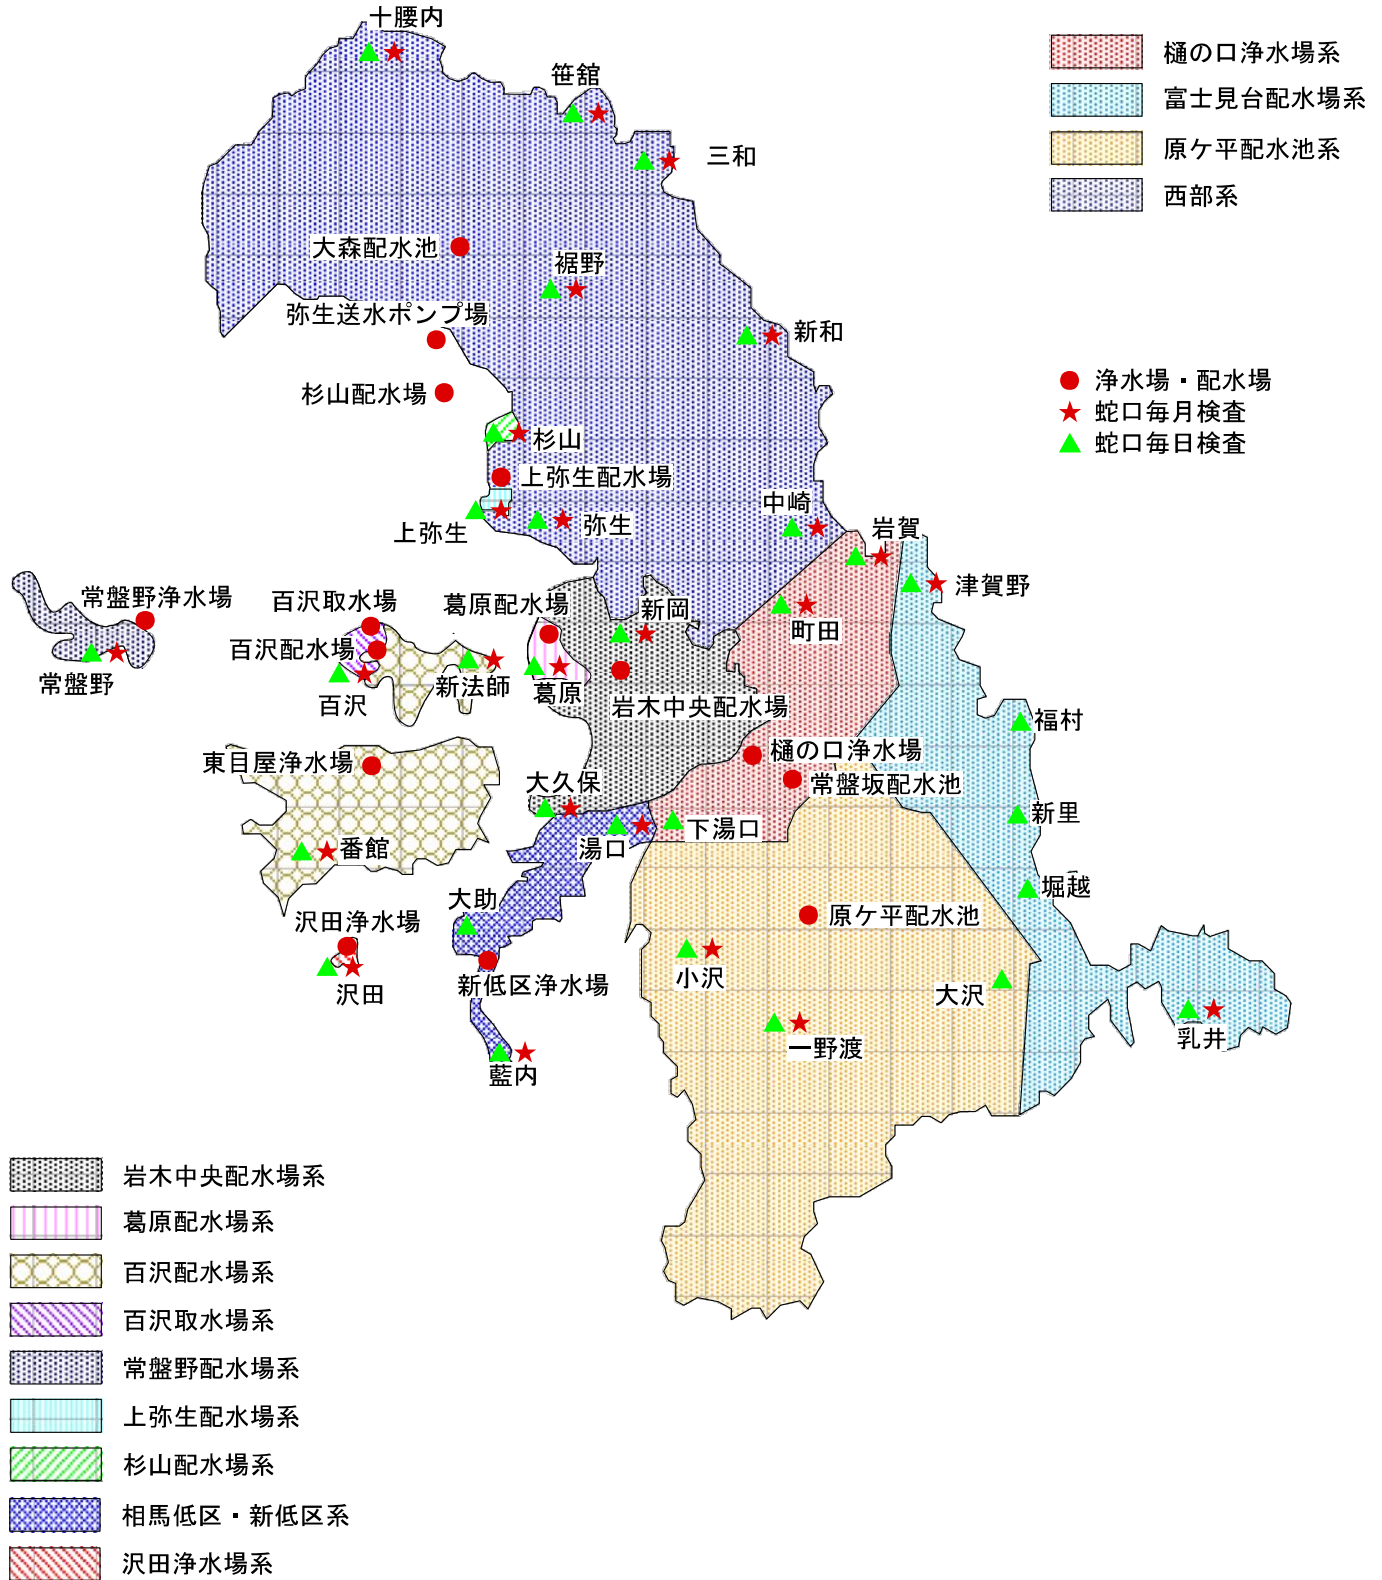 十腰内
笹舘
三和
樋の口浄水場系
富士見台配水場系
原ケ平配水池系
西部系
大森配水池
裾野
弥生送水ポンプ場
新和
杉山配水場
浄水場・配水場
蛇口毎月検査
蛇口毎日検査
杉山
上弥生配水場
上弥生
弥生
中崎
岩賀
津賀野
常盤野浄水場
百沢取水場
葛原配水場
新岡
町田
百沢配水場
常盤野
百沢
新法師
葛原
岩木中央配水場
福村
東目屋浄水場
樋の口浄水場
大久保
常盤坂配水池
新里
番館
湯口
下湯口
大助
堀越
沢田浄水場
原ケ平配水池
沢田
新低区浄水場
小沢
大沢
藍内
一野渡
乳井
岩木中央配水場系
葛原配水場系
百沢配水場系
百沢取水場系
常盤野配水場系
上弥生配水場系
杉山配水場系
相馬低区・新低区系
沢田浄水場系